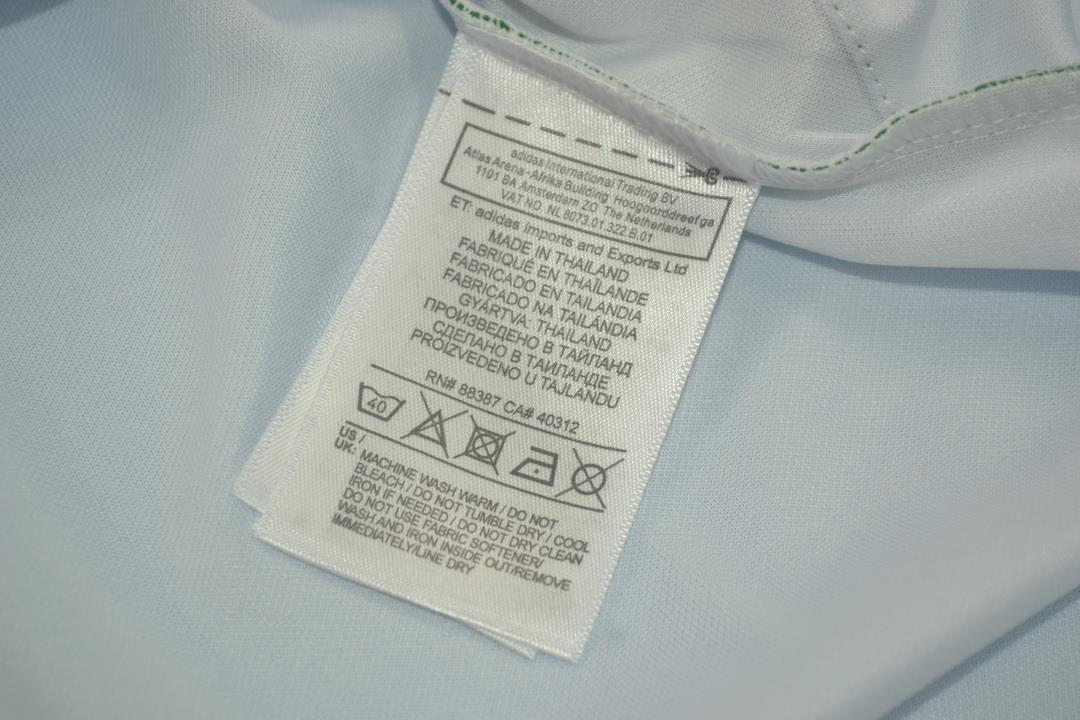 adidas International Trading BV
Atlas Arena - Afrika Building Hoogoorddreef 9a
1101 BA Amsterdam ZO The Netherlands
VAT NO. NL 8073.01.322.B.01
ET: adidas Imports and Exports Ltd
MADE IN THAILAND
FABRIQUÉ EN THAÏLANDE
FABRICADO EN TAILANDIA
FABRICADO NA TAILÂNDIA
GYÁRTVA: THAILAND
ПРОИЗВЕДЕНО В ТАЙЛАНД
СДЕЛАНО В ТАИЛАНДЕ
PROIZVEDENO U TAJLANDU
RN# 88387 CA# 40312
40
US /
UK: MACHINE WASH WARM / DO NOT
BLEACH / DO NOT TUMBLE DRY / COOL
IRON IF NEEDED / DO NOT DRY CLEAN
DO NOT USE FABRIC SOFTENER/
WASH AND IRON INSIDE OUT/REMOVE
IMMEDIATELY/LINE DRY